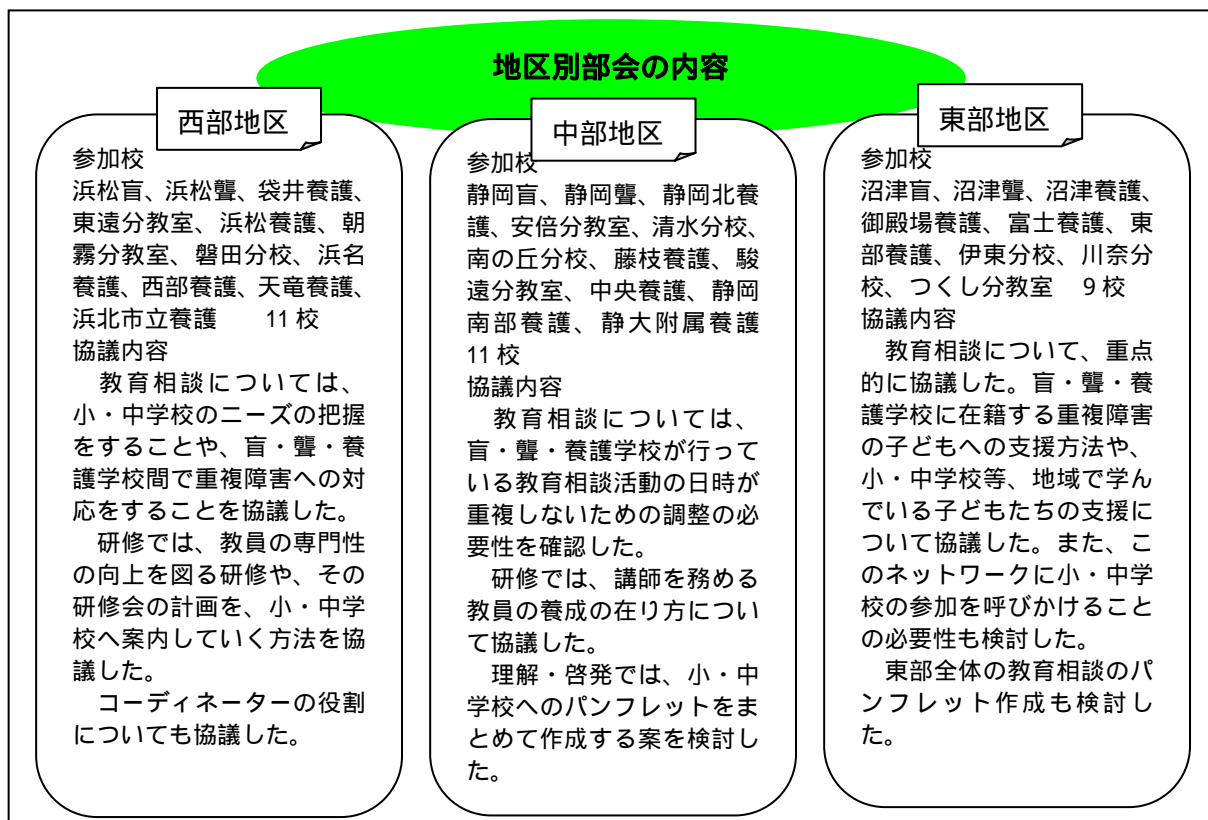 地区別部会の内容
西部地区
参加校
浜松盲、浜松聾、袋井養護、
東遠分教室、浜松養護、朝
霧分教室、磐田分校、浜名
養護、西部養護、天竜養護、
浜北市立養護　　11 校
協議内容
　教育相談については、
小・中学校のニーズの把握
をすることや、盲・聾・養
護学校間で重複障害への対
応をすることを協議した。
　研修では、教員の専門性
の向上を図る研修や、その
研修会の計画を、小・中学
校へ案内していく方法を協
議した。
　コーディネーターの役割
についても協議した。
中部地区
参加校
静岡盲、静岡聾、静岡北養
護、安倍分教室、清水分校、
南の丘分校、藤枝養護、駿
遠分教室、中央養護、静岡
南部養護、静大附属養護
11 校
協議内容
　教育相談については、
盲・聾・養護学校が行って
いる教育相談活動の日時が
重複しないための調整の必
要性を確認した。
　研修では、講師を務める
教員の養成の在り方につい
て協議した。
　理解・啓発では、小・中
学校へのパンフレットをま
とめて作成する案を検討し
た。
東部地区
参加校
沼津盲、沼津聾、沼津養護、
御殿場養護、富士養護、東
部養護、伊東分校、川奈分
校、つくし分教室　9 校
協議内容
　教育相談について、重点
的に協議した。盲・聾・養
護学校に在籍する重複障害
の子どもへの支援方法や、
小・中学校等、地域で学ん
でいる子どもたちの支援に
ついて協議した。また、こ
のネットワークに小・中学
校の参加を呼びかけること
の必要性も検討した。
　東部全体の教育相談のパ
ンフレット作成も検討し
た。